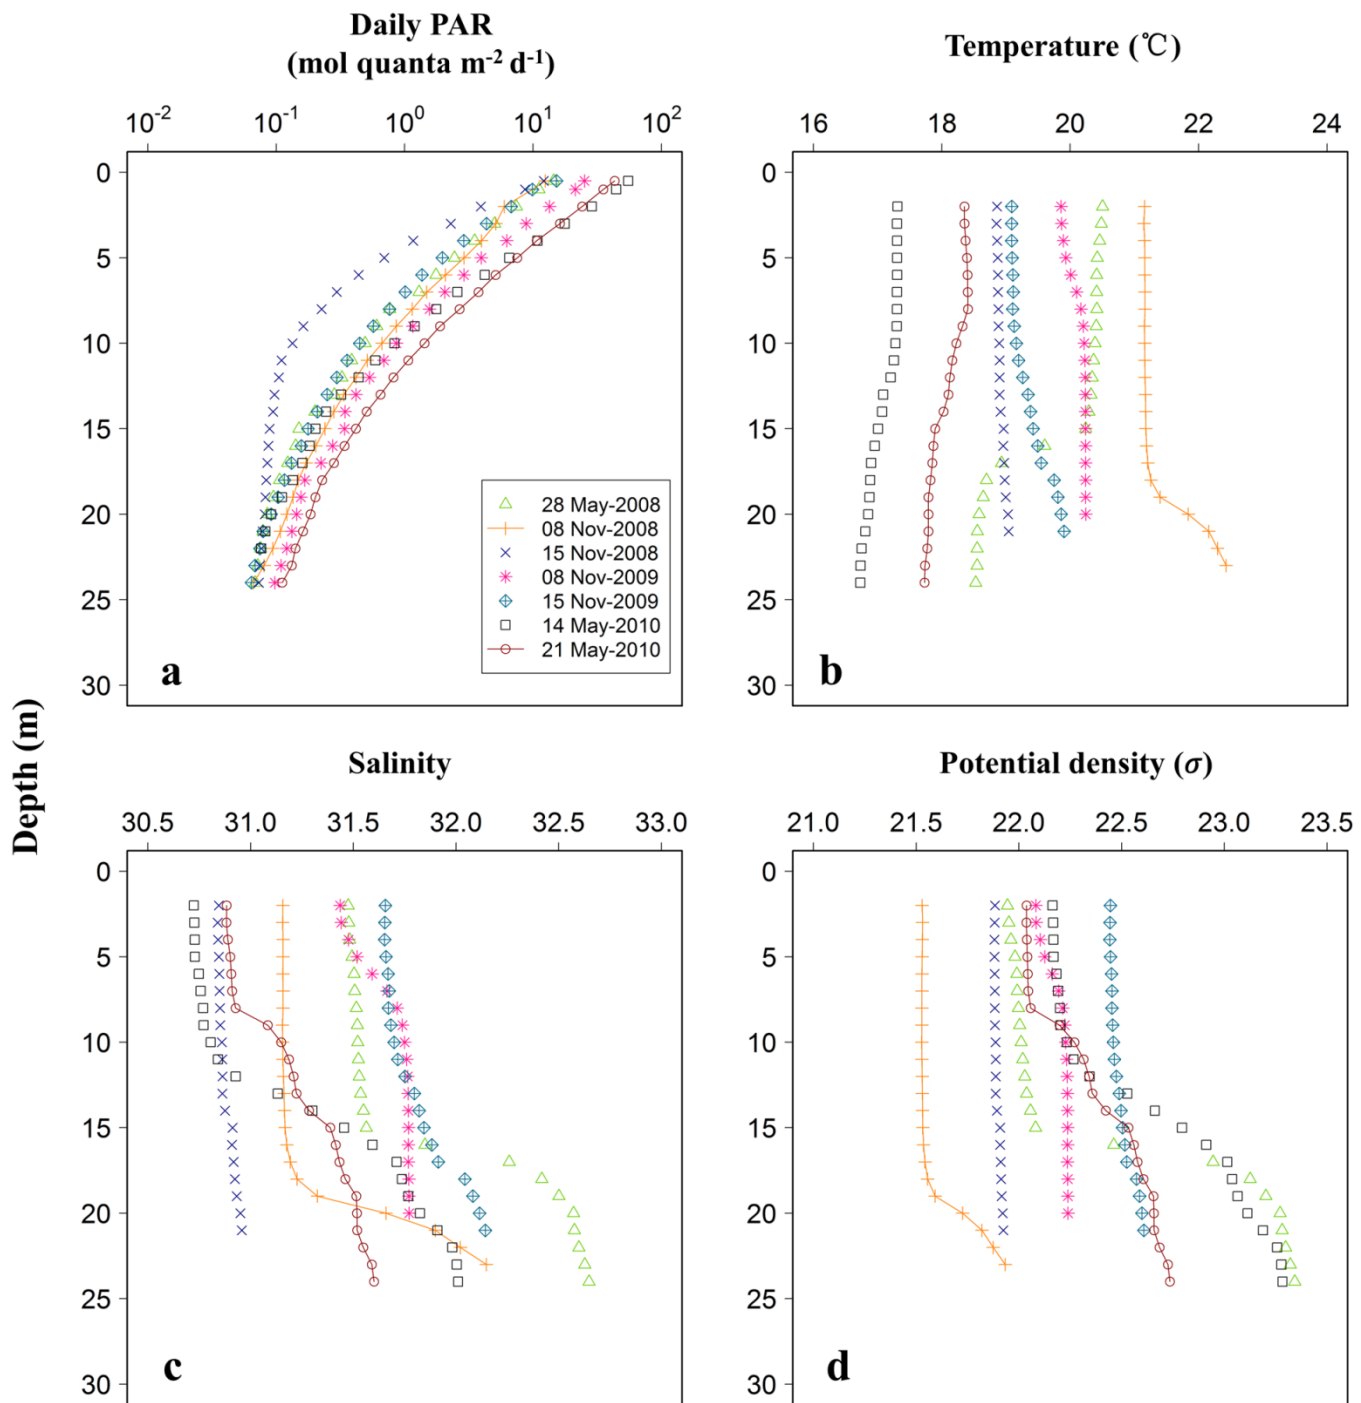 Daily PAR
(mol quanta m⁻² d⁻¹)
10⁻² 10⁻¹ 10⁰ 10¹ 10²
0
5
10
15
20
25
30
28 May-2008
08 Nov-2008
15 Nov-2008
08 Nov-2009
15 Nov-2009
14 May-2010
21 May-2010
a
Temperature (℃)
16 18 20 22 24
0
5
10
15
20
25
30
b
Depth (m)
Salinity
30.5 31.0 31.5 32.0 32.5 33.0
0
5
10
15
20
25
30
c
Potential density (σ)
21.0 21.5 22.0 22.5 23.0 23.5
0
5
10
15
20
25
30
d